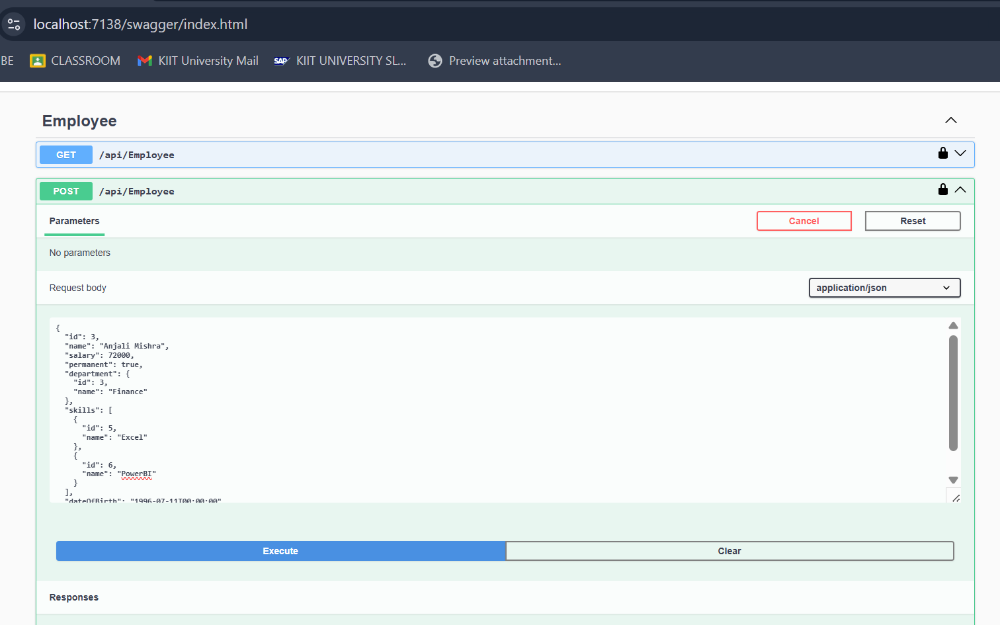 localhost:7138/swagger/index.html
BE CLASSROOM KIIT University Mail SAP KIIT UNIVERSITY SL... Preview attachment...
Employee
GET /api/Employee
POST /api/Employee
Parameters Cancel Reset
No parameters
Request body application/json
{
"id": 3,
"name": "Anjali Mishra",
"salary": 72000,
"permanent": true,
"department": {
"id": 3,
"name": "Finance"
},
"skills": [
{
"id": 5,
"name": "Excel"
},
{
"id": 6,
"name": "PowerBI"
}
],
"dateOfBirth": "1996-07-11T00:00:00"
Execute Clear
Responses